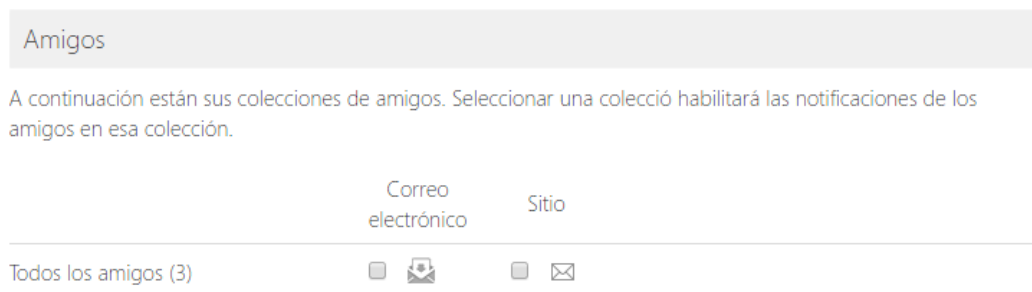 Amigos
A continuación están sus colecciones de amigos. Seleccionar una colecció habilitará las notificaciones de los
amigos en esa colección.
Correo
electrónico
Sitio
Todos los amigos (3)